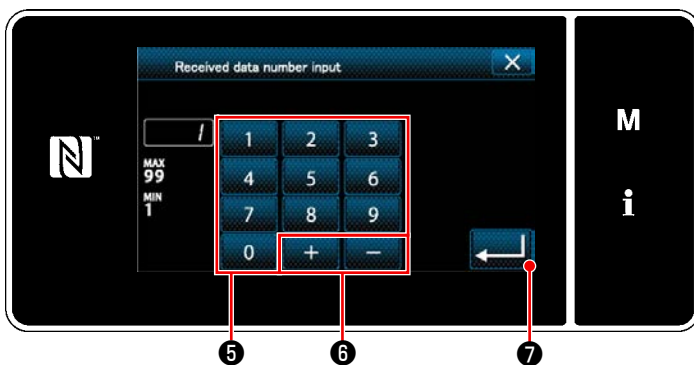 Received data number input
1
MAX
99
MIN
1
1 2 3
4 5 6
7 8 9
0 + −
M
i
N™
❺ ❻ ❼